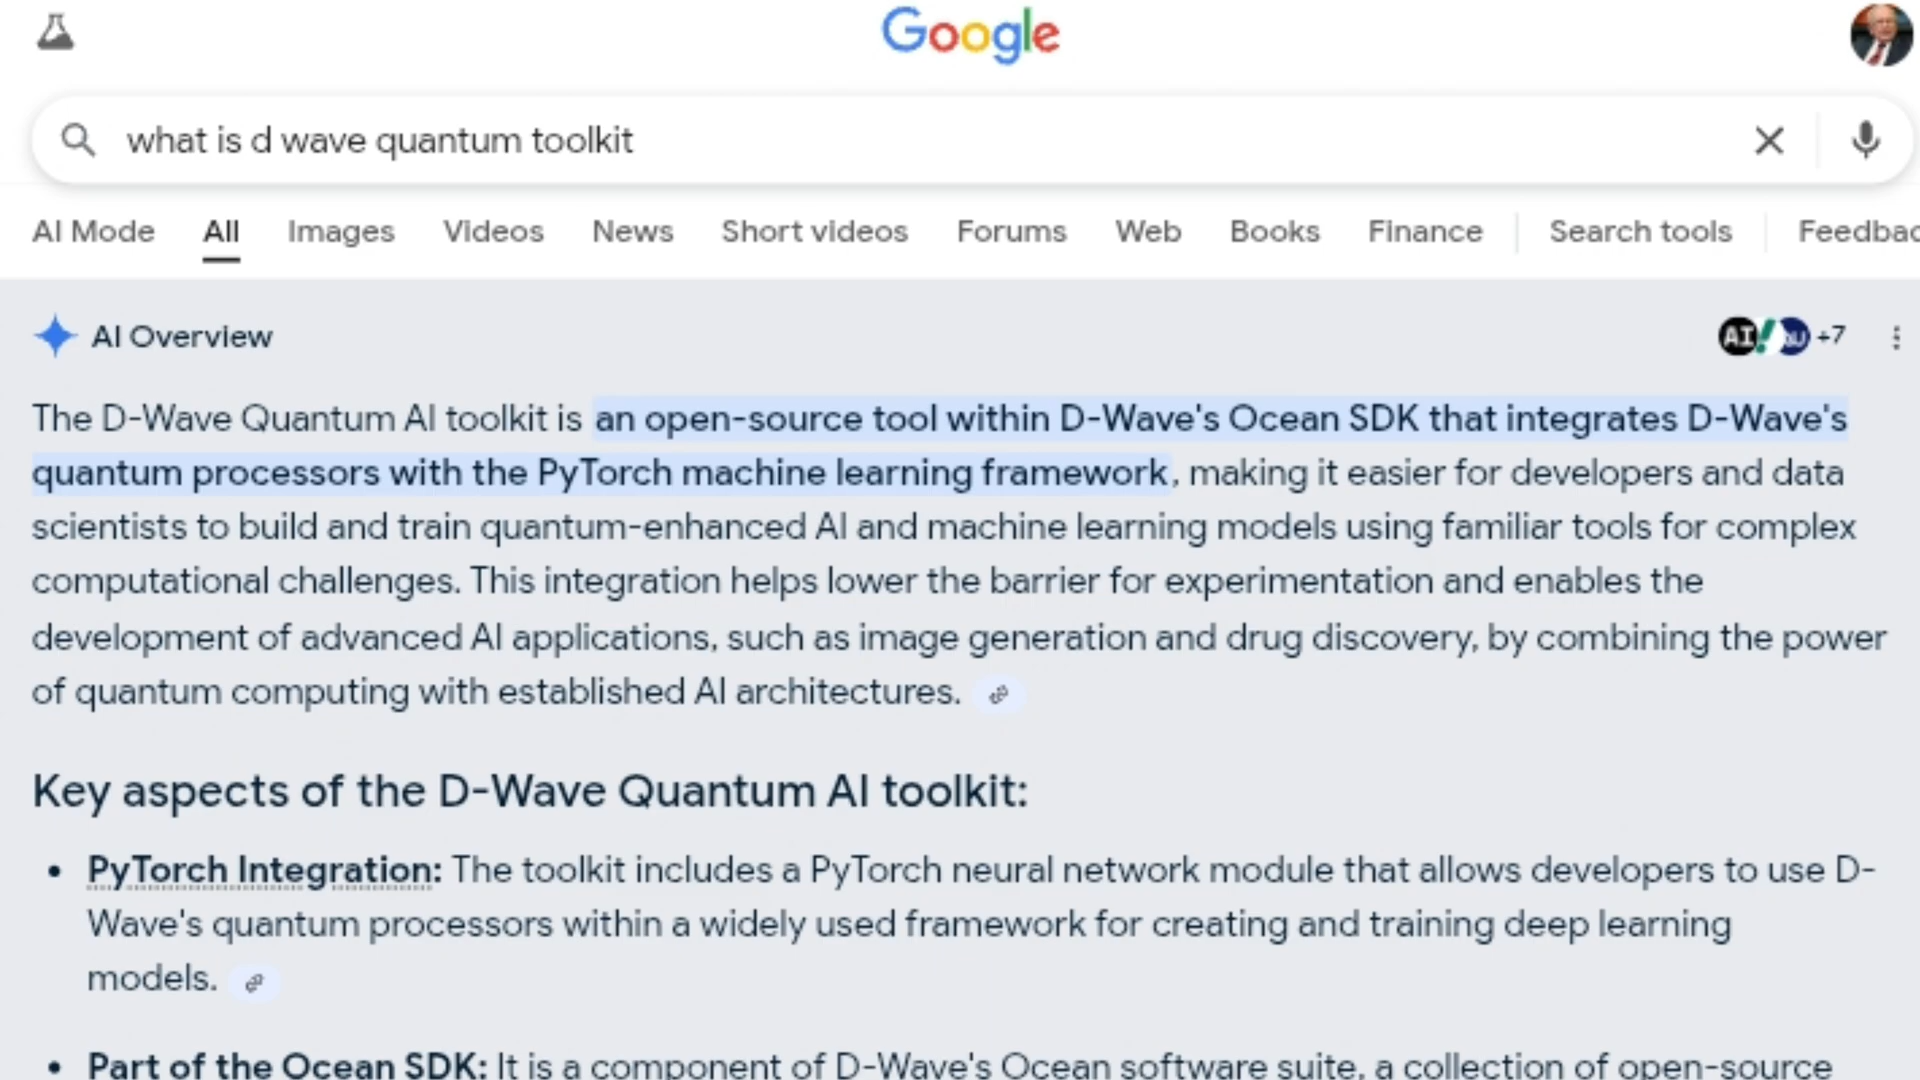 Google
what is d wave quantum toolkit
AI Mode All Images Videos News Short videos Forums Web Books Finance Search tools Feedbac
AI Overview
AI +7
The D-Wave Quantum AI toolkit is an open-source tool within D-Wave's Ocean SDK that integrates D-Wave's
quantum processors with the PyTorch machine learning framework, making it easier for developers and data
scientists to build and train quantum-enhanced AI and machine learning models using familiar tools for complex
computational challenges. This integration helps lower the barrier for experimentation and enables the
development of advanced AI applications, such as image generation and drug discovery, by combining the power
of quantum computing with established AI architectures.
Key aspects of the D-Wave Quantum AI toolkit:
• PyTorch Integration: The toolkit includes a PyTorch neural network module that allows developers to use D-
Wave's quantum processors within a widely used framework for creating and training deep learning
models.
• Part of the Ocean SDK: It is a component of D-Wave's Ocean software suite, a collection of open-source